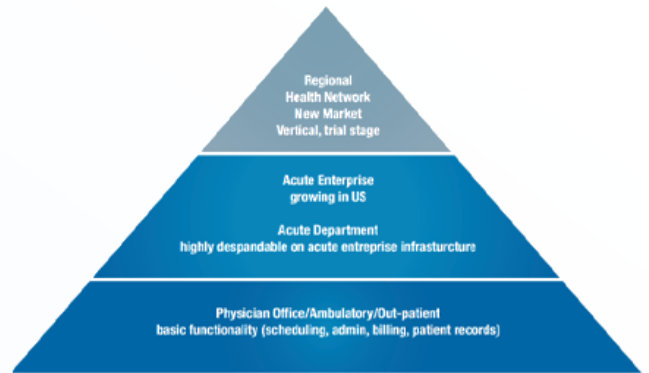 Regional
Health Network
New Market
Vertical, trial stage
Acute Enterprise
growing in US
Acute Department
highly despandable on acute entreprise infrasturcture
Physician Office/Ambulatory/Out-patient
basic functionality (scheduling, admin, billing, patient records)